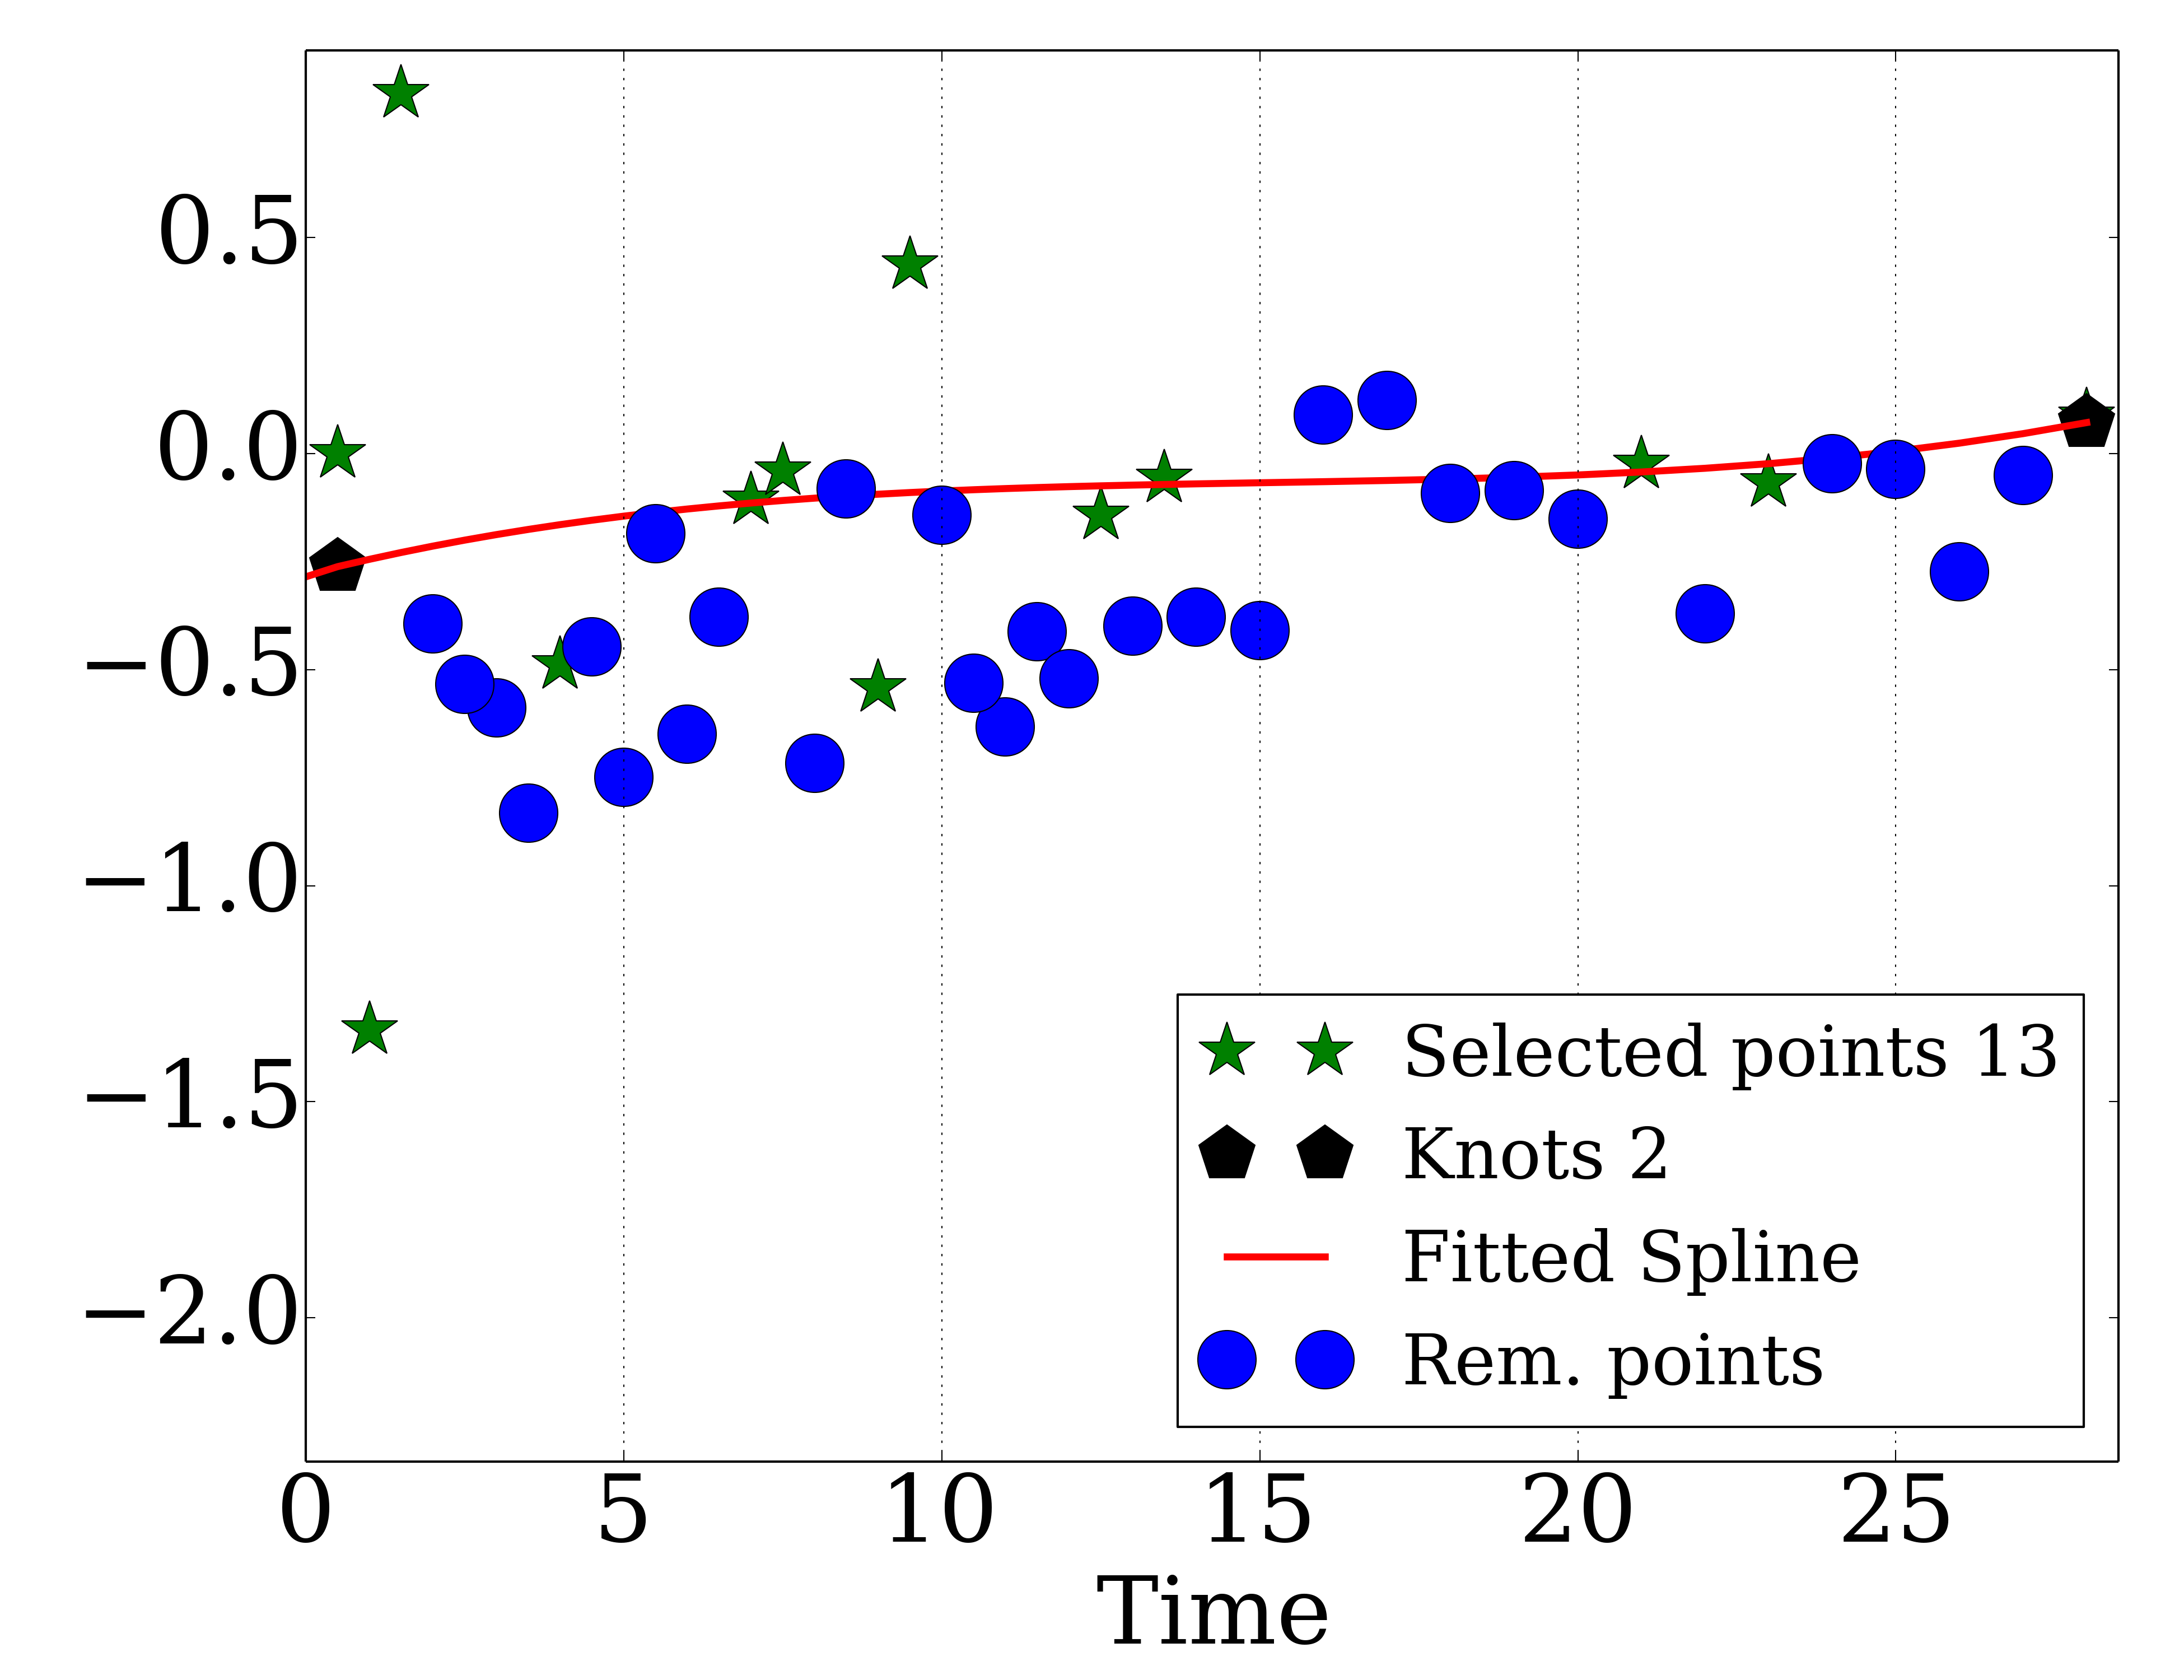 0.5
0.0
−0.5
−1.0
−1.5
−2.0
Selected points 13
Knots 2
Fitted Spline
Rem. points
0 5 10 15 20 25
Time